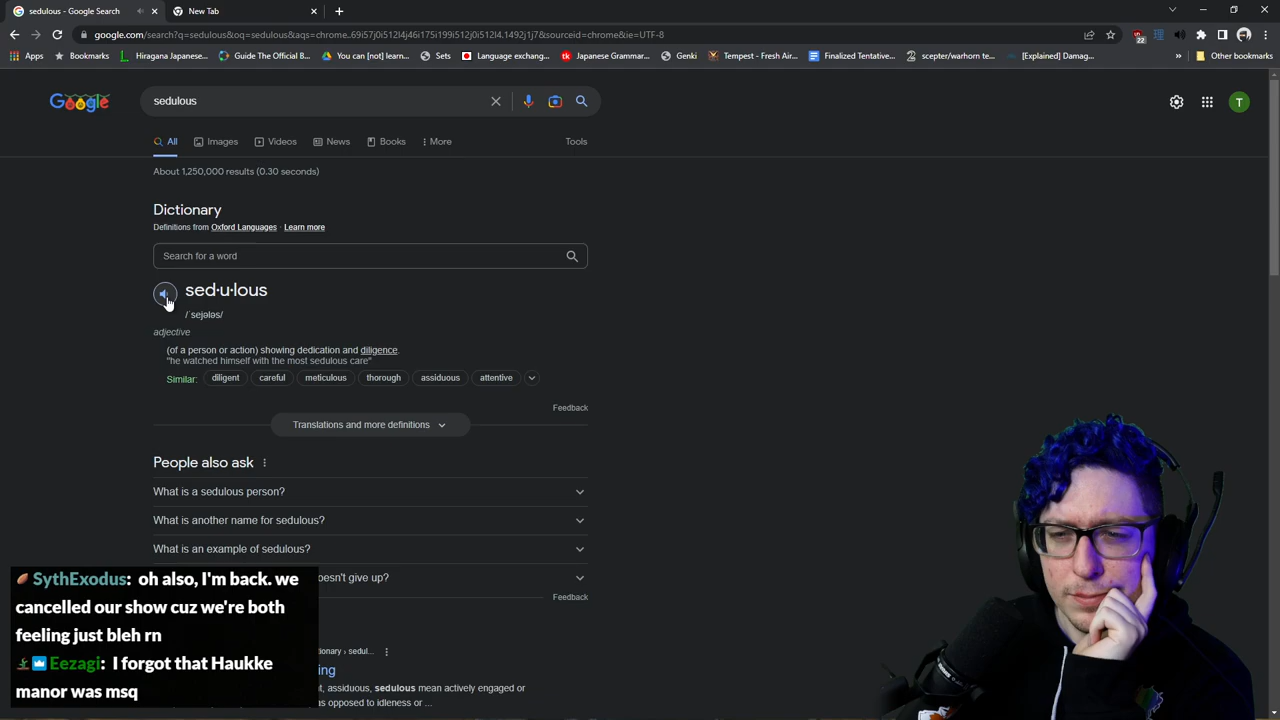 sedulous - Google Search
New Tab
google.com/search?q=sedulous&oq=sedulous&aqs=chrome..69i57j0i512l4j46i175i199i512j0i512l4.1492j1j7&sourceid=chrome&ie=UTF-8
22
Apps
Bookmarks
Hiragana Japanese...
Guide The Official B...
You can (not) learn...
Sets
Language exchang...
Japanese Grammar...
Genki
Tempest - Fresh Air...
Finalized Tentative...
scepter/warhorn te...
[Explained] Damag...
»
Other bookmarks
Google
sedulous
T
All
Images
Videos
News
Books
More
Tools
About 1,250,000 results (0.30 seconds)
Dictionary
Definitions from Oxford Languages · Learn more
Search for a word
sed·u·lous
/ˈsejələs/
adjective
(of a person or action) showing dedication and diligence.
"he watched himself with the most sedulous care"
Similar:
diligent
careful
meticulous
thorough
assiduous
attentive
Feedback
Translations and more definitions
People also ask
What is a sedulous person?
What is another name for sedulous?
What is an example of sedulous?
oesn't give up?
Feedback
SythExodus: oh also, I'm back. we
cancelled our show cuz we're both
feeling just bleh rn
Eezagi: I forgot that Haukke
manor was msq
tionary › sedul...
ing
t, assiduous, sedulous mean actively engaged or
s opposed to idleness or ...